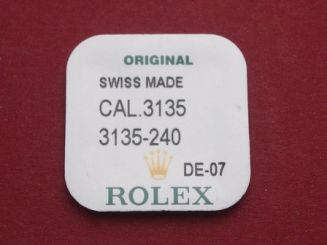 ORIGINAL
SWISS MADE
CAL.3135
3135-240
DE-07
ROLEX